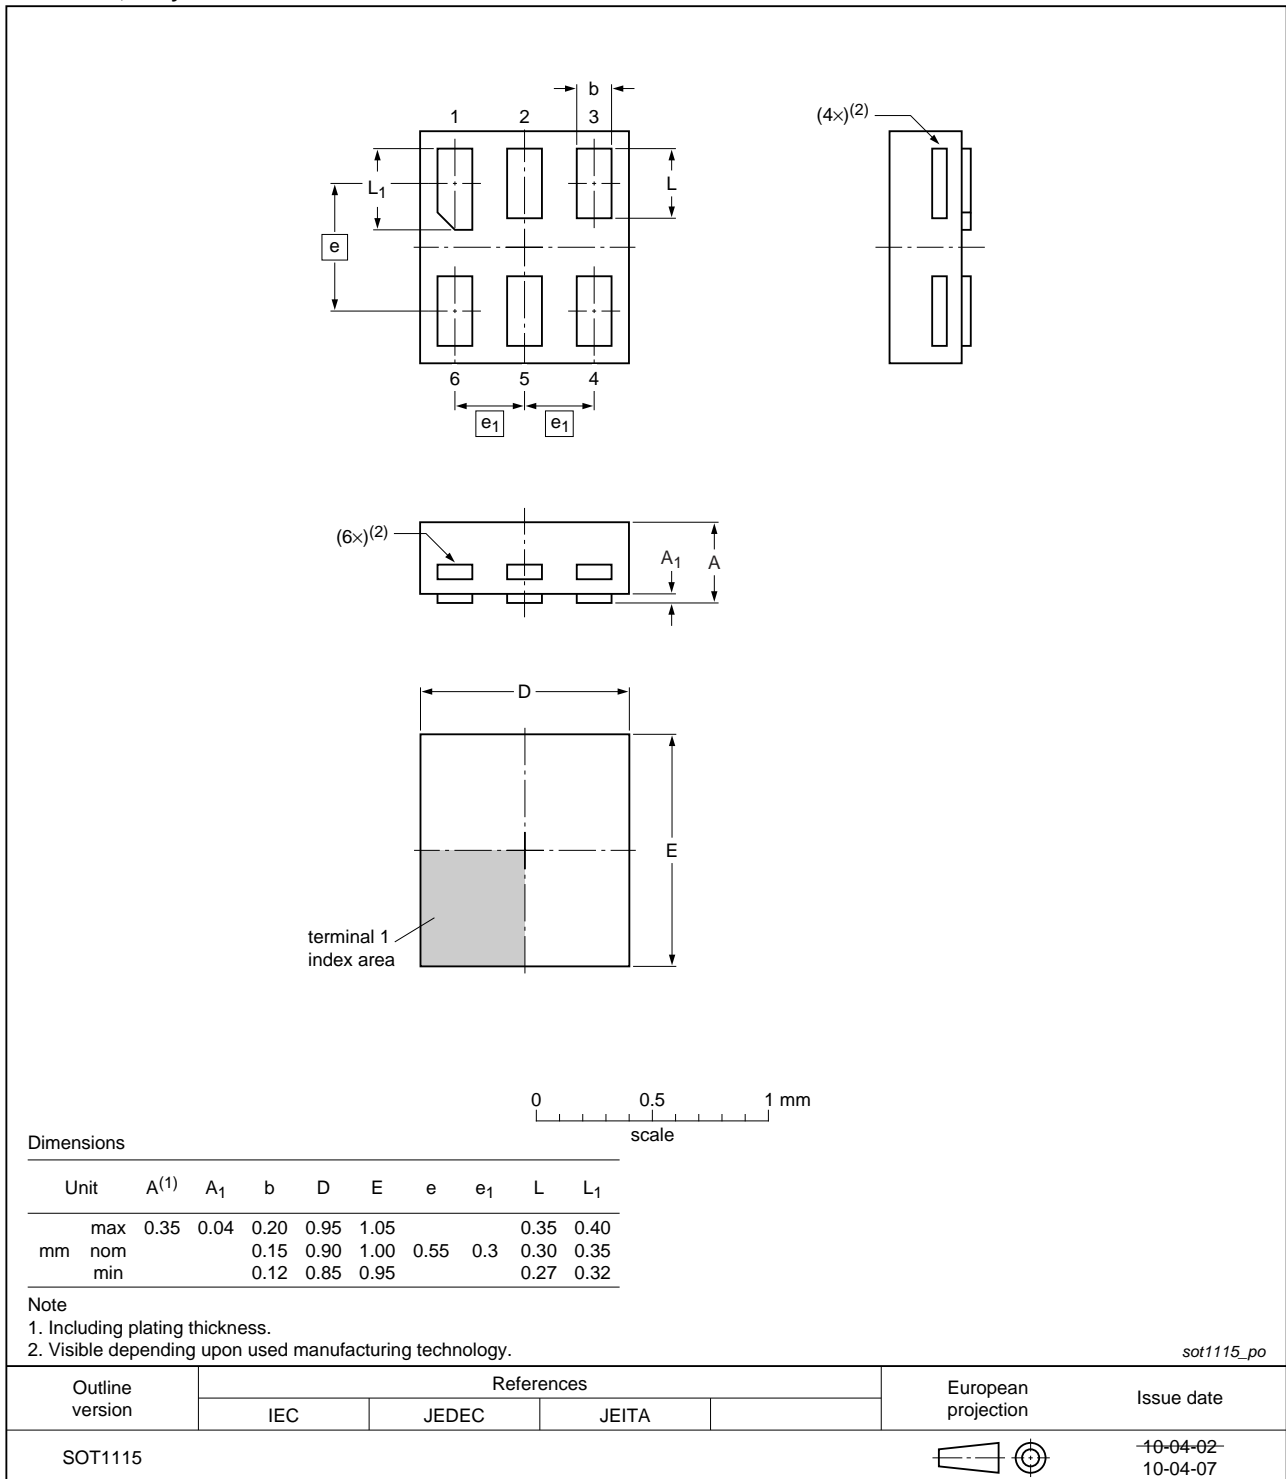 b
1 2 3
(4×)(2)
L1
L
e
6 5 4
e1 e1
(6×)(2)
A1 A
D
E
terminal 1
index area
0 0.5 1 mm
scale
Dimensions
Unit A(1) A1 b D E e e1 L L1
max 0.35 0.04 0.20 0.95 1.05 0.35 0.40
mm nom 0.15 0.90 1.00 0.55 0.3 0.30 0.35
min 0.12 0.85 0.95 0.27 0.32
Note
1. Including plating thickness.
2. Visible depending upon used manufacturing technology.
sot1115_po
Outline
version
References
IEC JEDEC JEITA
European
projection
Issue date
SOT1115
10-04-02
10-04-07